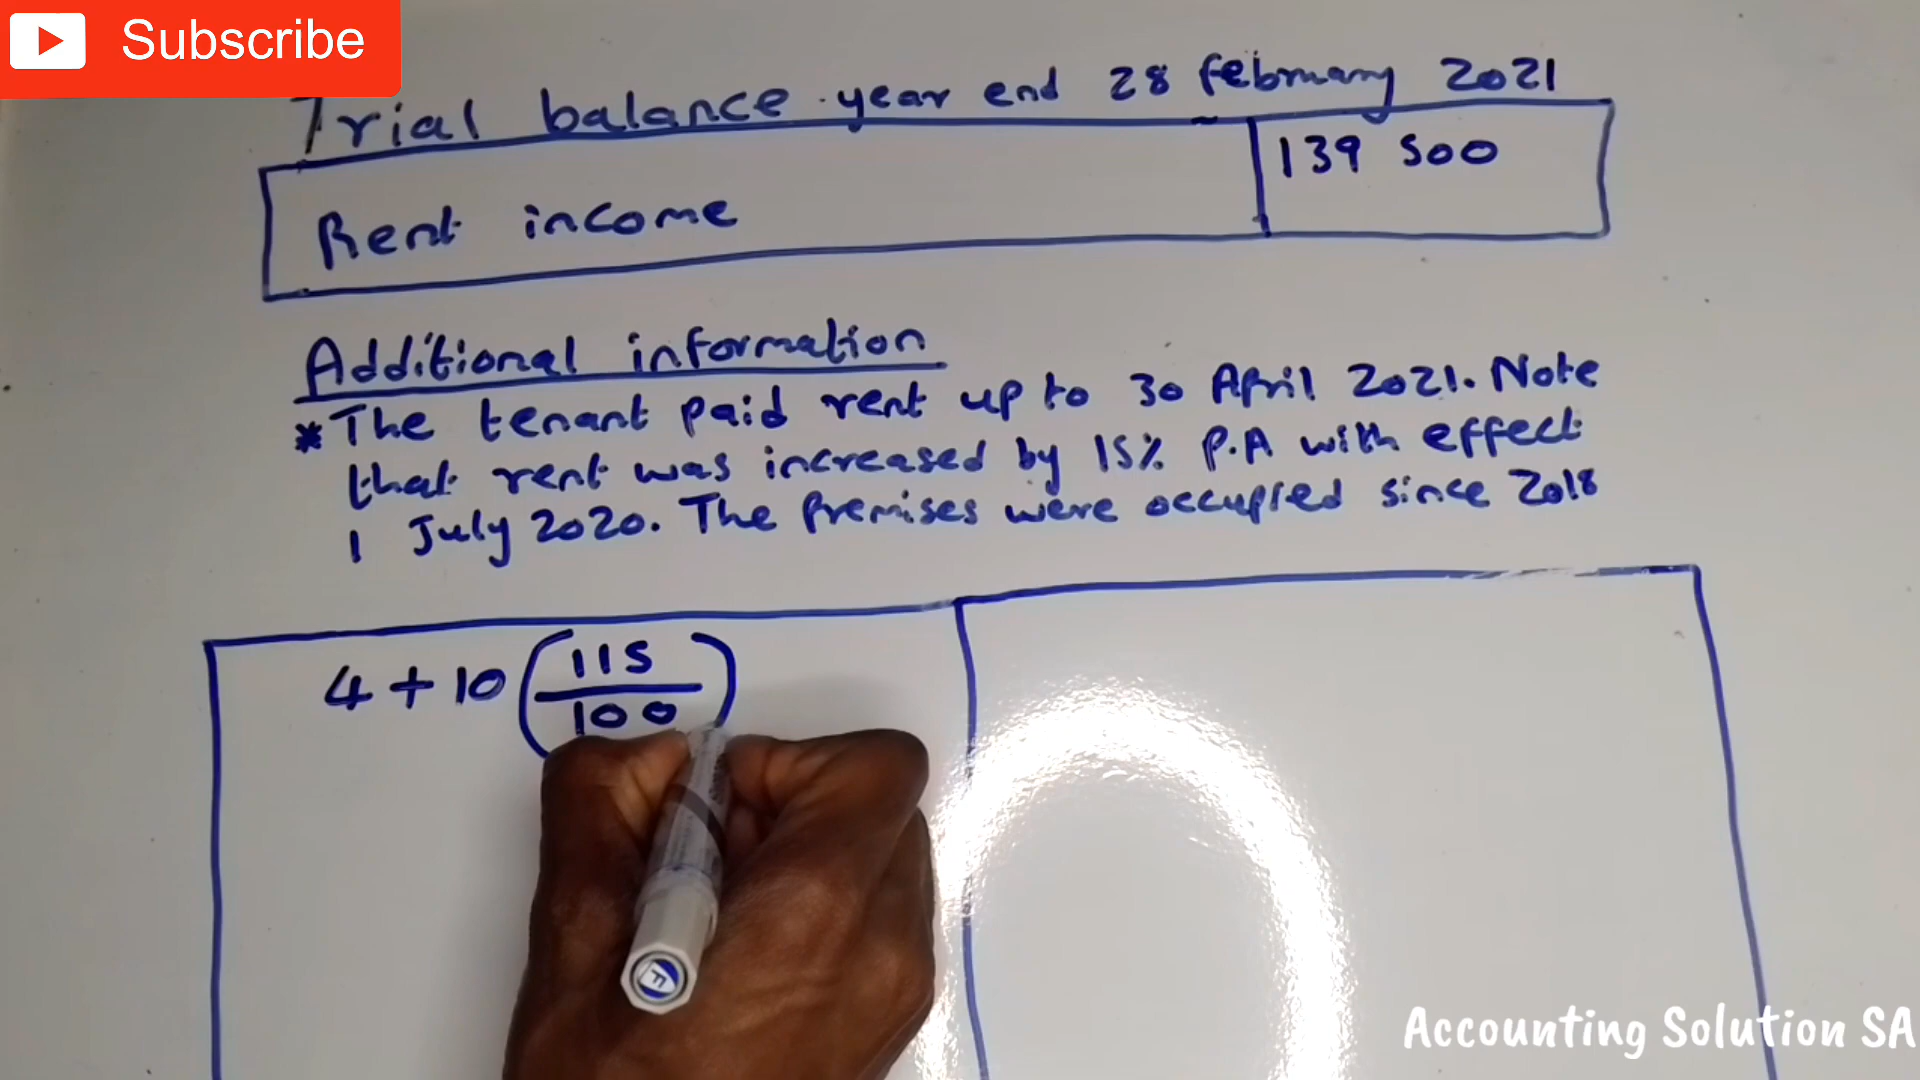 Subscribe
Trial balance year end 28 february 2021
Rent income 139 500
Additional information
* The tenant paid rent up to 30 April 2021. Note
that rent was increased by 15% P.A with effect
1 July 2020. The premises were occupied since 2018
4 + 10 (115
100)
Accounting Solution SA